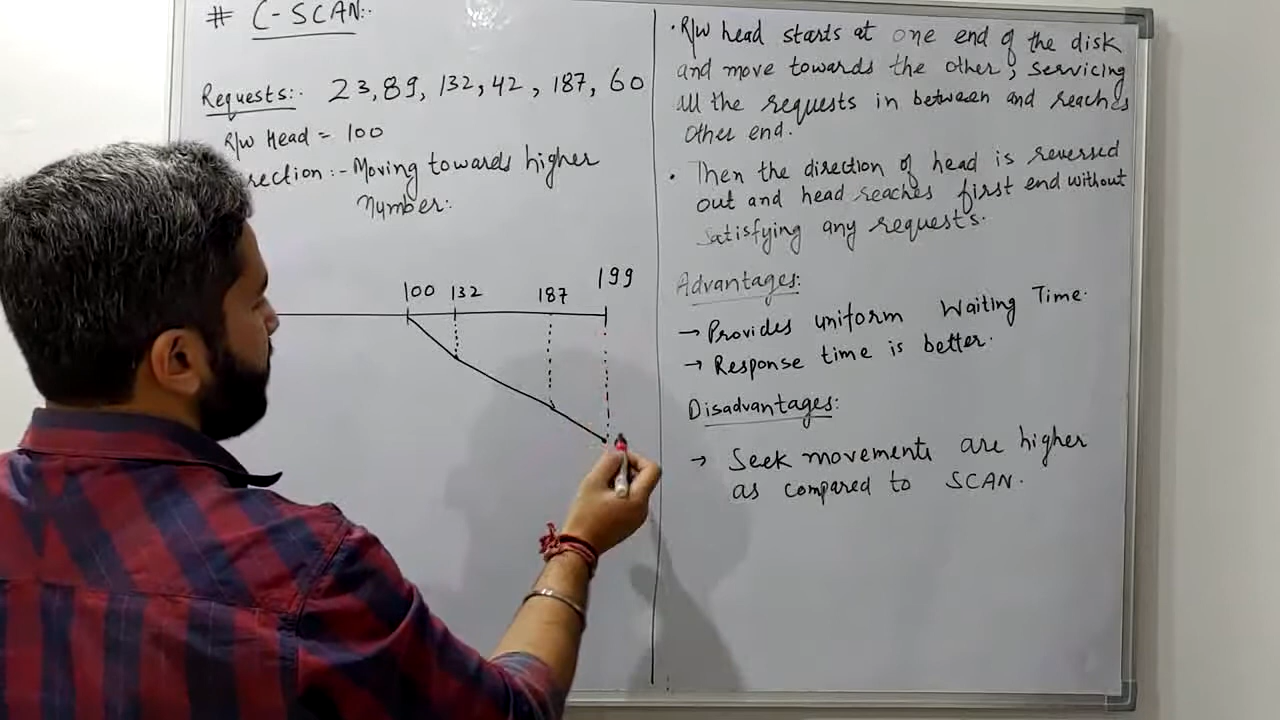 # C-SCAN:-
Requests:- 23, 89, 132, 42, 187, 60
R/W Head = 100
rection :- Moving towards higher
Number:-
100 132 187 199
• R/W head starts at one end of the disk
and move towards the other, servicing
all the requests in between and reaches
other end.
• Then the direction of head is reversed
out and head reaches first end without
satisfying any requests.
Advantages:
→ Provides uniform Waiting Time.
→ Response time is better.
Disadvantages:
→ Seek movements are higher
as compared to SCAN.